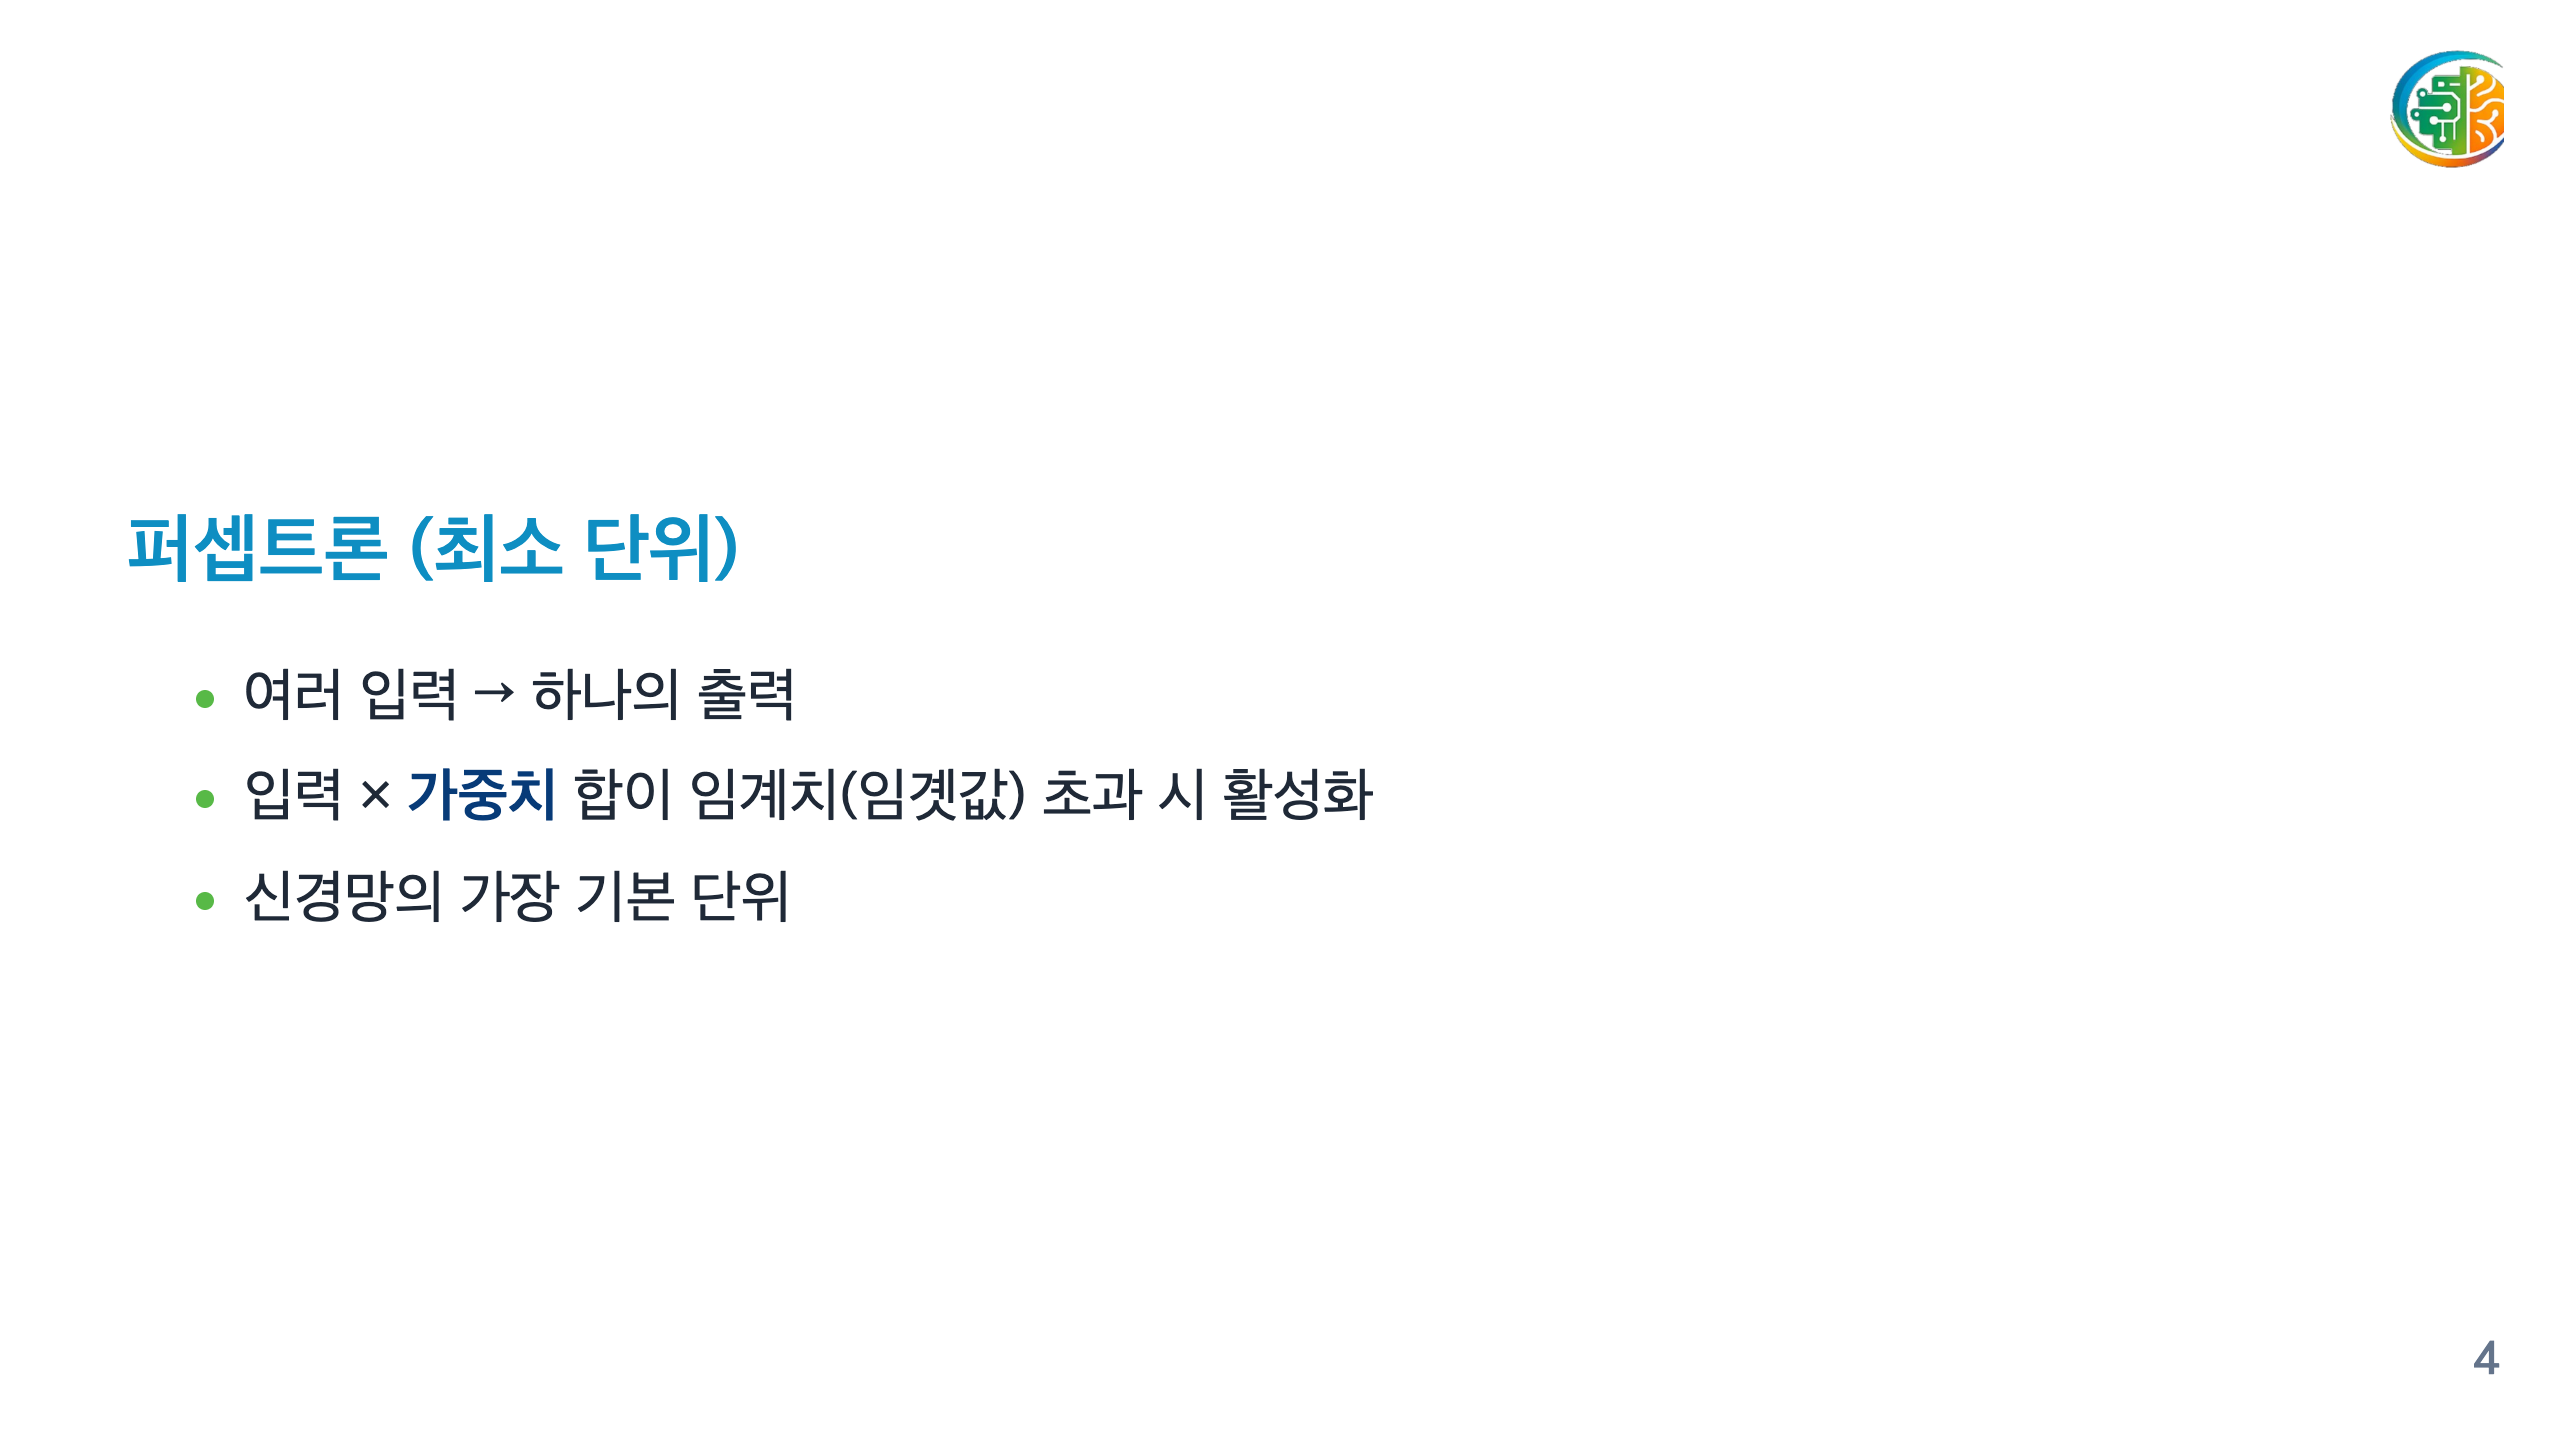 퍼셉트론 (최소 단위)
• 여러 입력 → 하나의 출력
• 입력 × 가중치 합이 임계치(임곗값) 초과 시 활성화
• 신경망의 가장 기본 단위
4